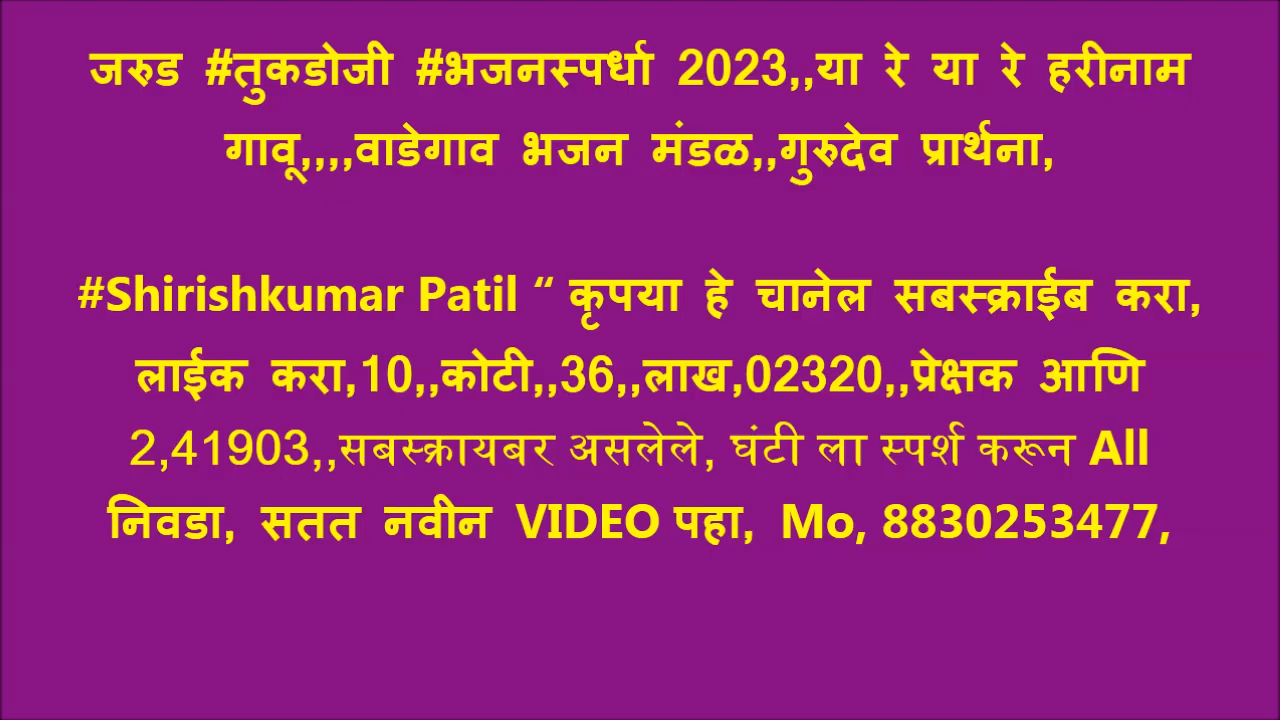 जरुड #तुकडोजी #भजनस्पर्धा 2023,,या रे या रे हरीनाम
गावू,,,,वाडेगाव भजन मंडळ,,गुरुदेव प्रार्थना,
#Shirishkumar Patil “ कृपया हे चानेल सबस्क्राईब करा,
लाईक करा,10,,कोटी,,36,,लाख,02320,,प्रेक्षक आणि
2,41903,,सबस्क्रायबर असलेले, घंटी ला स्पर्श करून All
निवडा, सतत नवीन VIDEO पहा, Mo, 8830253477,